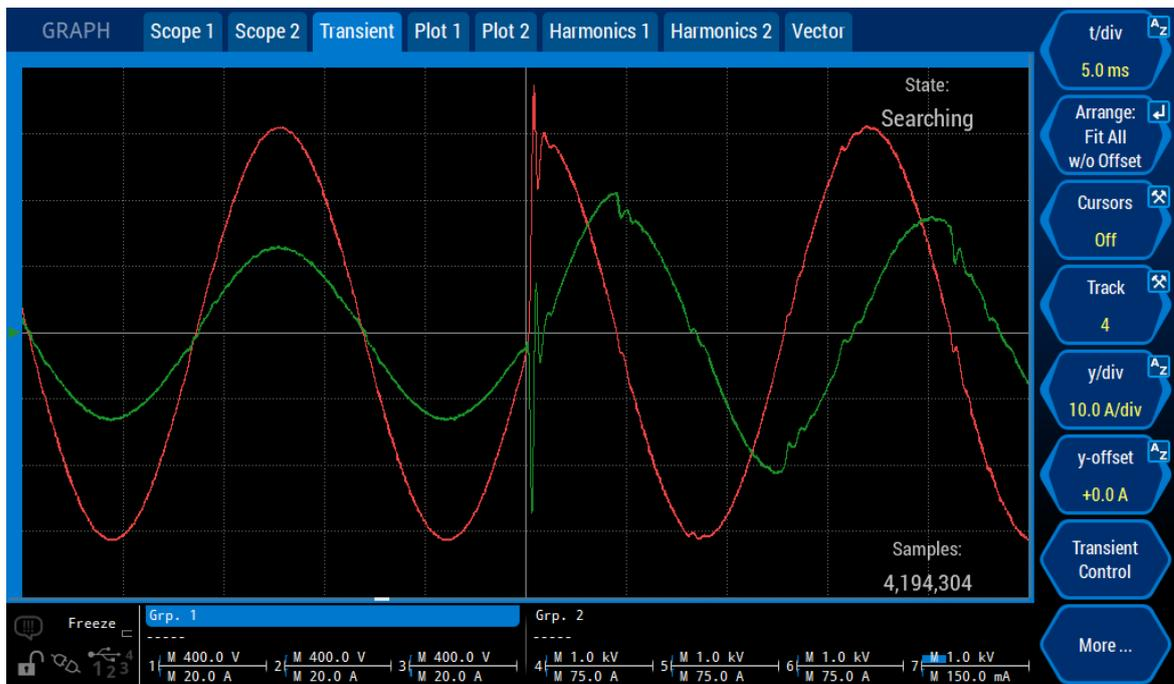 GRAPH Scope 1 Scope 2 Transient Plot 1 Plot 2 Harmonics 1 Harmonics 2 Vector
State:
Searching
Samples:
4,194,304
t/div
5.0 ms
Arrange:
Fit All
w/o Offset
Cursors
Off
Track
4
y/div
10.0 A/div
y-offset
+0.0 A
Transient
Control
More ...
Freeze
1 2 3 4
Grp. 1
-----
1 M 400.0 V 2 M 400.0 V 3 M 400.0 V
M 20.0 A M 20.0 A M 20.0 A
Grp. 2
-----
4 M 1.0 kV 5 M 1.0 kV 6 M 1.0 kV 7 M 1.0 kV
M 75.0 A M 75.0 A M 75.0 A M 150.0 mA